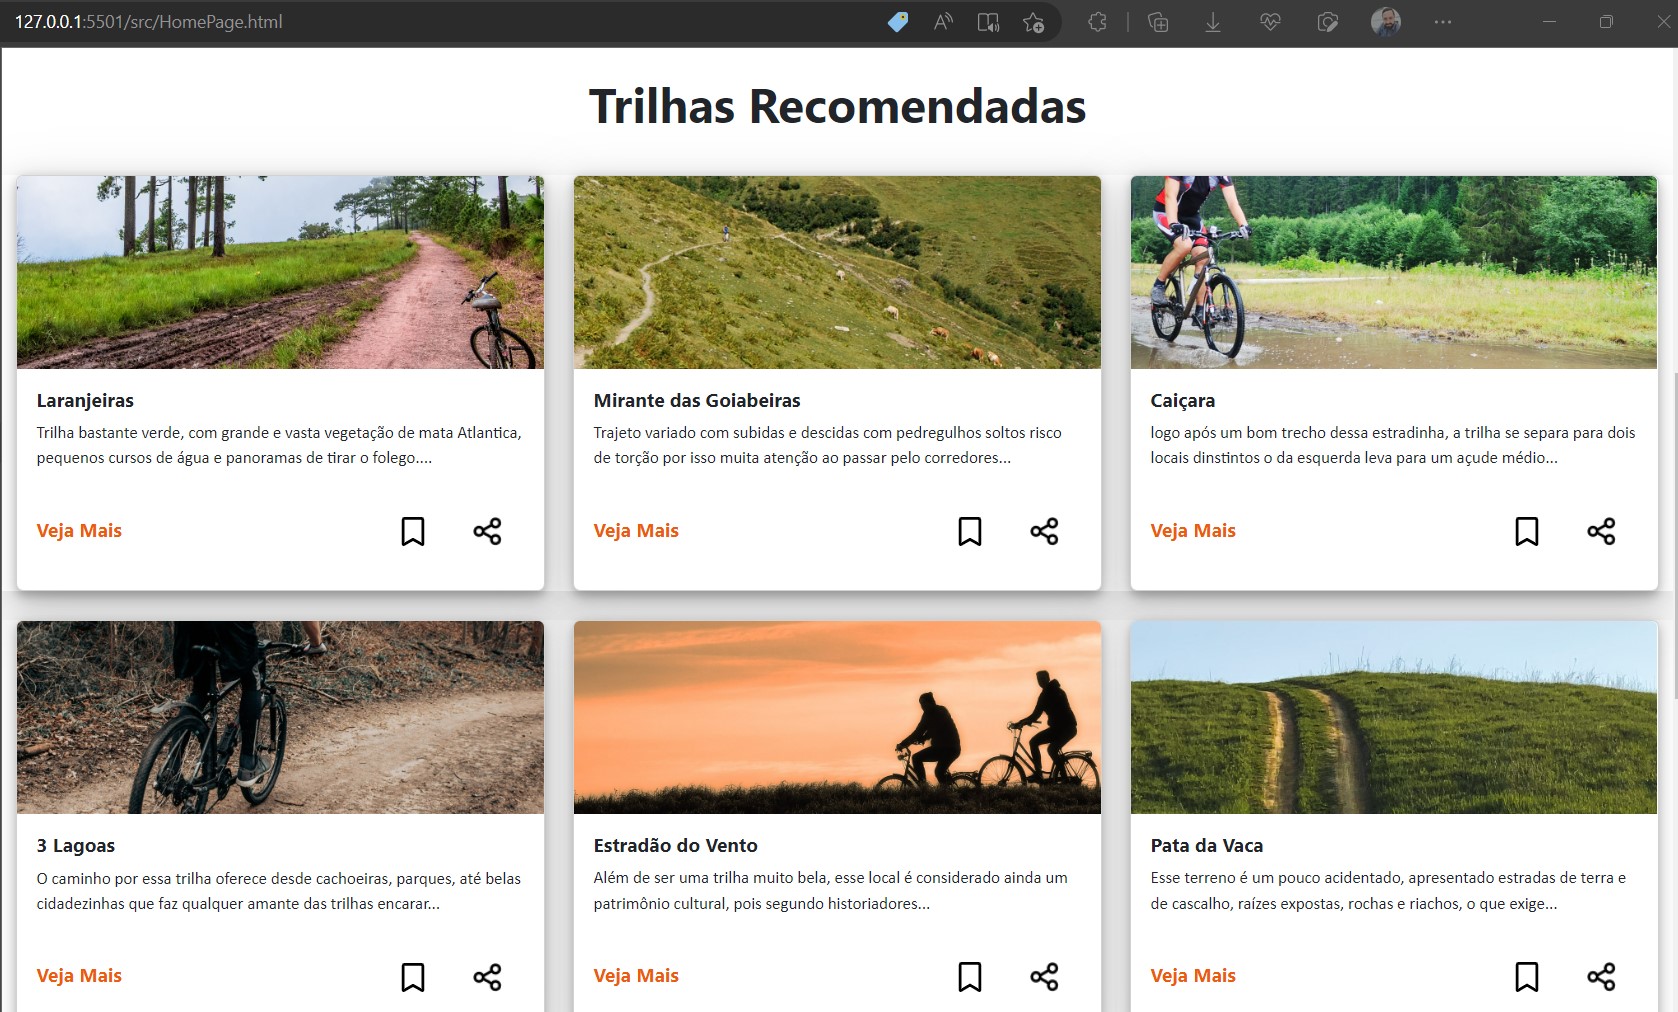 127.0.0.1:5501/src/HomePage.html
Trilhas Recomendadas
Laranjeiras
Trilha bastante verde, com grande e vasta vegetação de mata Atlantica,
pequenos cursos de água e panoramas de tirar o folego....
Veja Mais
Mirante das Goiabeiras
Trajeto variado com subidas e descidas com pedregulhos soltos risco
de torção por isso muita atenção ao passar pelo corredores...
Veja Mais
Caiçara
logo após um bom trecho dessa estradinha, a trilha se separa para dois
locais dinstintos o da esquerda leva para um açude médio...
Veja Mais
3 Lagoas
O caminho por essa trilha oferece desde cachoeiras, parques, até belas
cidadezinhas que faz qualquer amante das trilhas encarar...
Veja Mais
Estradão do Vento
Além de ser uma trilha muito bela, esse local é considerado ainda um
patrimônio cultural, pois segundo historiadores...
Veja Mais
Pata da Vaca
Esse terreno é um pouco acidentado, apresentado estradas de terra e
de cascalho, raízes expostas, rochas e riachos, o que exige...
Veja Mais